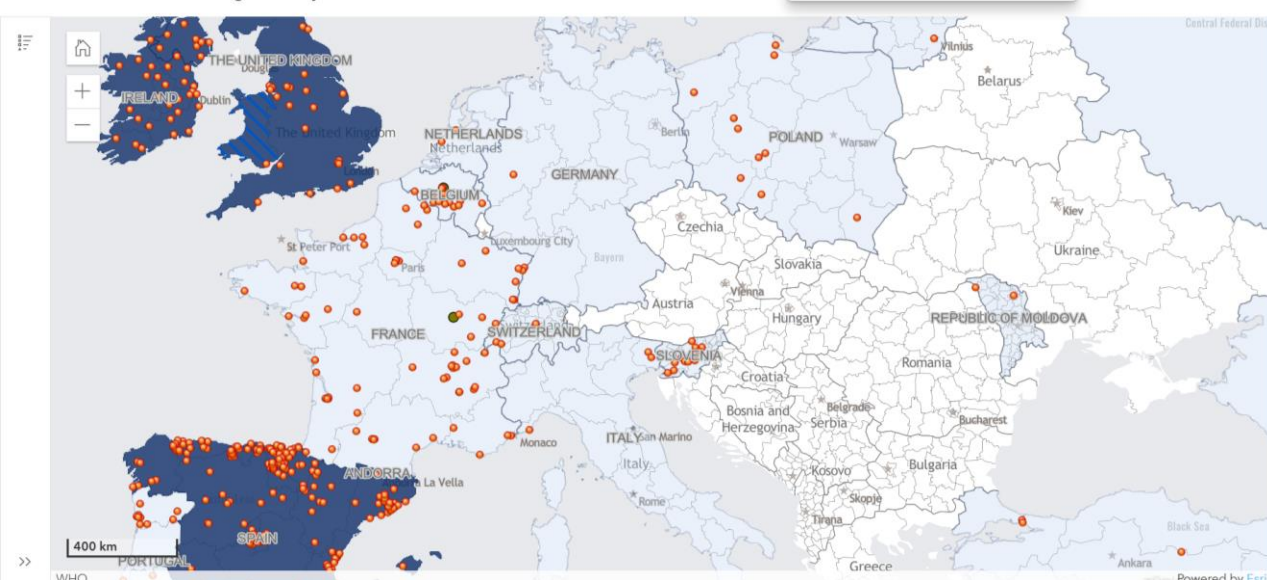 Central Federal Dis
Vilnius
THE UNITED KINGDOM
Belarus
IRELAND
Dublin
The United Kingdom
NETHERLANDS
Netherlands
Berlin
POLAND
Warsaw
London
GERMANY
BELGIUM
Kiev
Czechia
St Peter Port
Luxembourg City
Ukraine
Paris
Bayern
Slovakia
Vienna
Austria
Hungary
REPUBLIC OF MOLDOVA
FRANCE
SWITZERLAND
SLOVENIA
Romania
Croatia
Belgrade
Bosnia and
Herzegovina
Serbia
Bucharest
Monaco
ITALY
San Marino
Italy
Kosovo
Bulgaria
ANDORRA
La Vella
Rome
Skopje
Tirana
Black Sea
SPAIN
400 km
PORTUGAL
Greece
Ankara
WHO
Powered by Esri